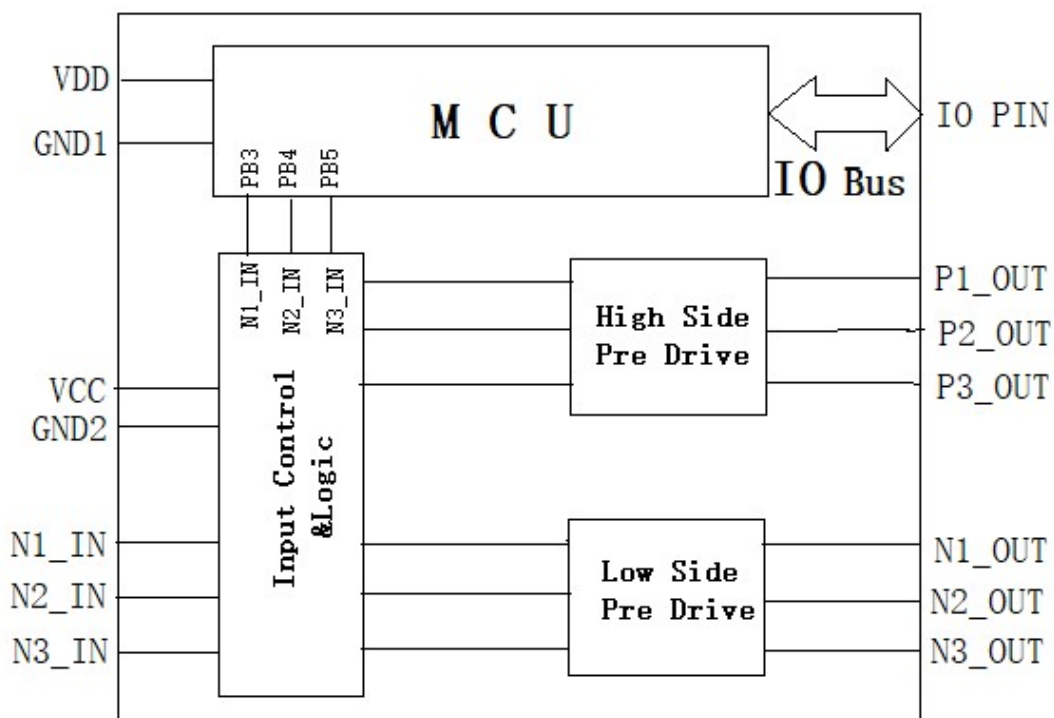 VDD
GND1
M C U
IO PIN
IO Bus
PB3
PB4
PB5
N1_IN
N2_IN
N3_IN
High Side
Pre Drive
P1_OUT
P2_OUT
P3_OUT
VCC
GND2
Input Control
&Logic
N1_IN
N2_IN
N3_IN
Low Side
Pre Drive
N1_OUT
N2_OUT
N3_OUT